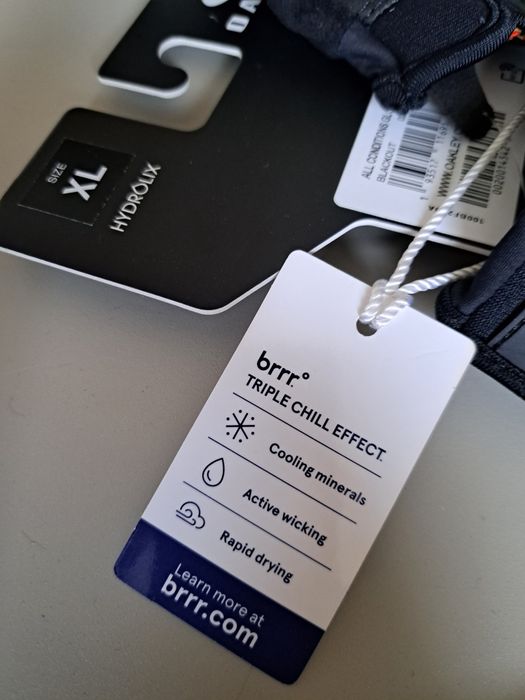 SIZE
XL
HYDROLIX
ALL CONDITIONS GL
BLACKOUT
WWW.OAKLEY
brrr.°
TRIPLE CHILL EFFECT.
Cooling minerals
Active wicking
Rapid drying
Learn more at
brrr.com